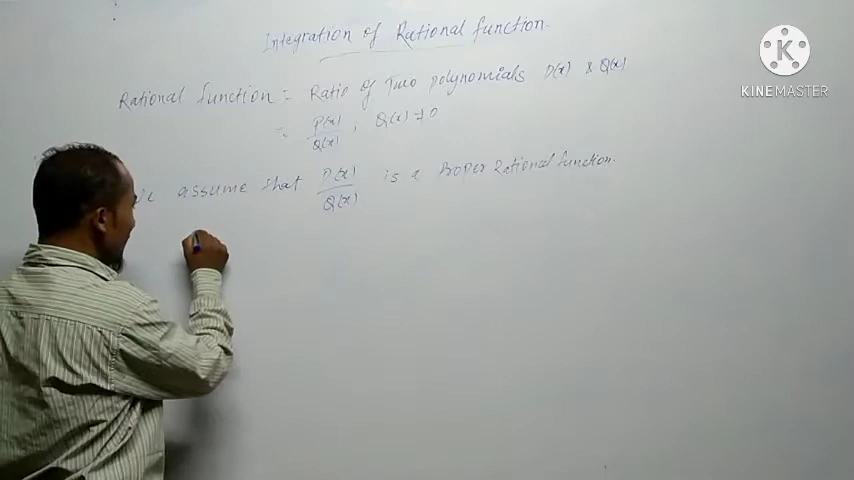 Integration of Rational function.
Rational function = Ratio of Two polynomials P(x) & Q(x)
= P(x)/Q(x), Q(x) ≠ 0
assume that P(x)/Q(x) is a Proper Rational function.
K
KINEMASTER